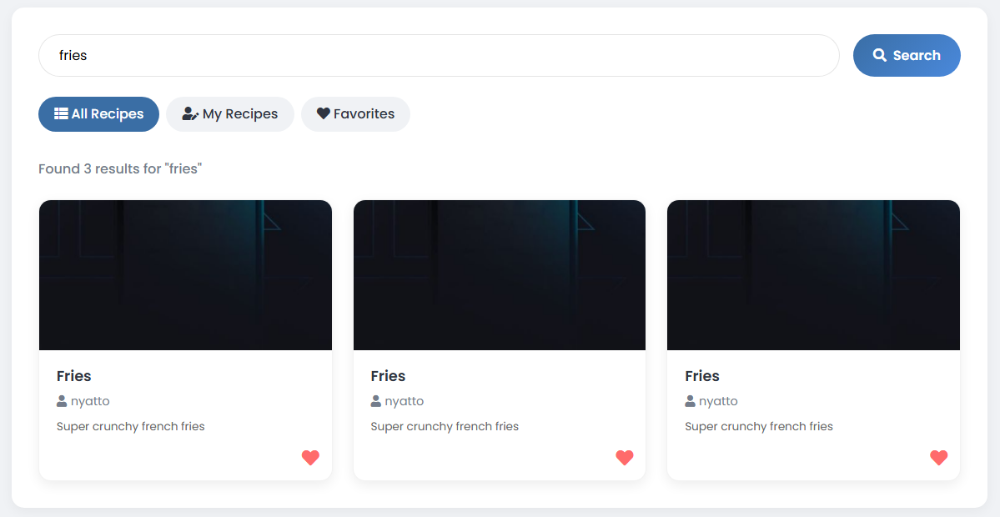 fries
Search
All Recipes
My Recipes
Favorites
Found 3 results for "fries"
Fries
nyatto
Super crunchy french fries
Fries
nyatto
Super crunchy french fries
Fries
nyatto
Super crunchy french fries